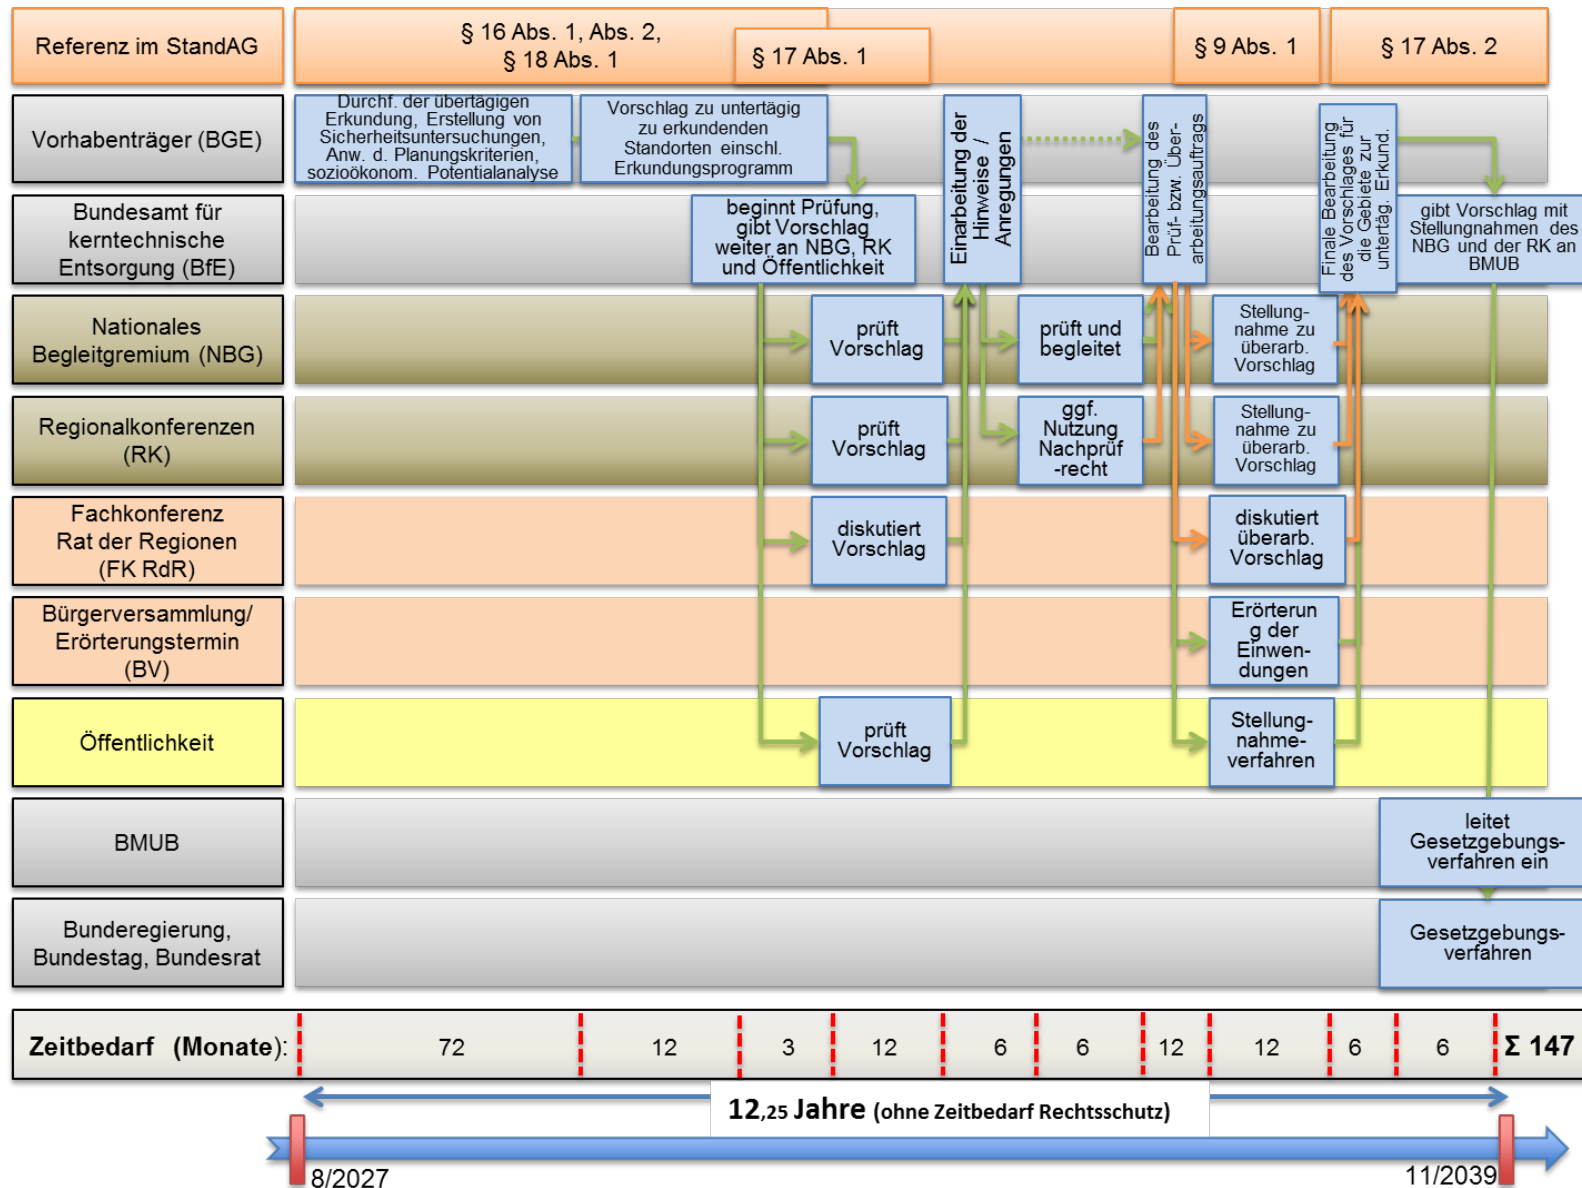 Referenz im StandAG
§ 16 Abs. 1, Abs. 2,
§ 18 Abs. 1
§ 17 Abs. 1
§ 9 Abs. 1
§ 17 Abs. 2
Vorhabenträger (BGE)
Durchf. der übertägigen
Erkundung, Erstellung von
Sicherheitsuntersuchungen,
Anw. d. Planungskriterien,
sozioökonom. Potentialanalyse
Vorschlag zu untertägig
zu erkundenden
Standorten einschl.
Erkundungsprogramm
Einarbeitung der
Hinweise /
Anregungen
Bearbeitung des
Prüf- bzw. Über-
arbeitungsauftrags
Finale Bearbeitung
des Vorschlages für
die Gebiete zur
untertäg. Erkund.
Bundesamt für
kerntechnische
Entsorgung (BfE)
beginnt Prüfung,
gibt Vorschlag
weiter an NBG, RK
und Öffentlichkeit
gibt Vorschlag mit
Stellungnahmen des
NBG und der RK an
BMUB
Nationales
Begleitgremium (NBG)
prüft
Vorschlag
prüft und
begleitet
Stellung-
nahme zu
überarb.
Vorschlag
Regionalkonferenzen
(RK)
prüft
Vorschlag
ggf.
Nutzung
Nachprüf
-recht
Stellung-
nahme zu
überarb.
Vorschlag
Fachkonferenz
Rat der Regionen
(FK RdR)
diskutiert
Vorschlag
diskutiert
überarb.
Vorschlag
Bürgerversammlung/
Erörterungstermin
(BV)
Erörterun
g der
Einwen-
dungen
Öffentlichkeit
prüft
Vorschlag
Stellung-
nahme-
verfahren
BMUB
leitet
Gesetzgebungs-
verfahren ein
Bunderegierung,
Bundestag, Bundesrat
Gesetzgebungs-
verfahren
Zeitbedarf (Monate): 72 12 3 12 6 6 12 12 6 6 Σ 147
12,25 Jahre (ohne Zeitbedarf Rechtsschutz)
8/2027
11/2039